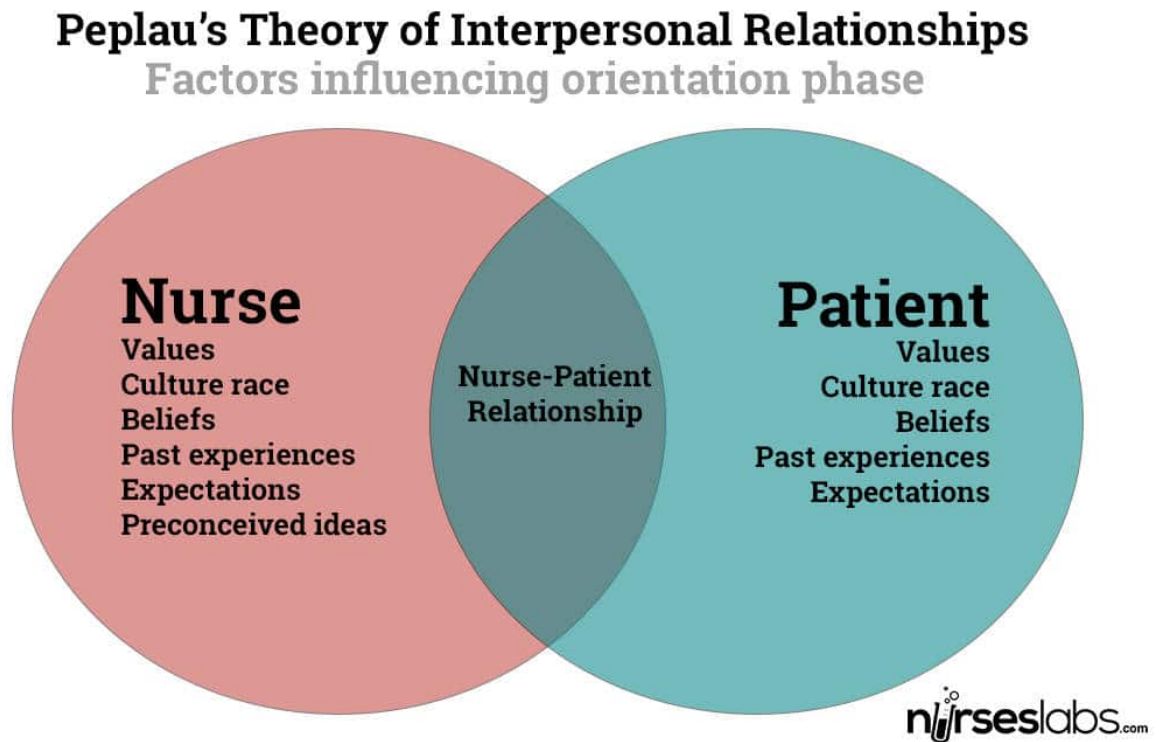 Peplau's Theory of Interpersonal Relationships
Factors influencing orientation phase
Nurse
Values
Culture race
Beliefs
Past experiences
Expectations
Preconceived ideas
Nurse-Patient
Relationship
Patient
Values
Culture race
Beliefs
Past experiences
Expectations
nurseslabs.com